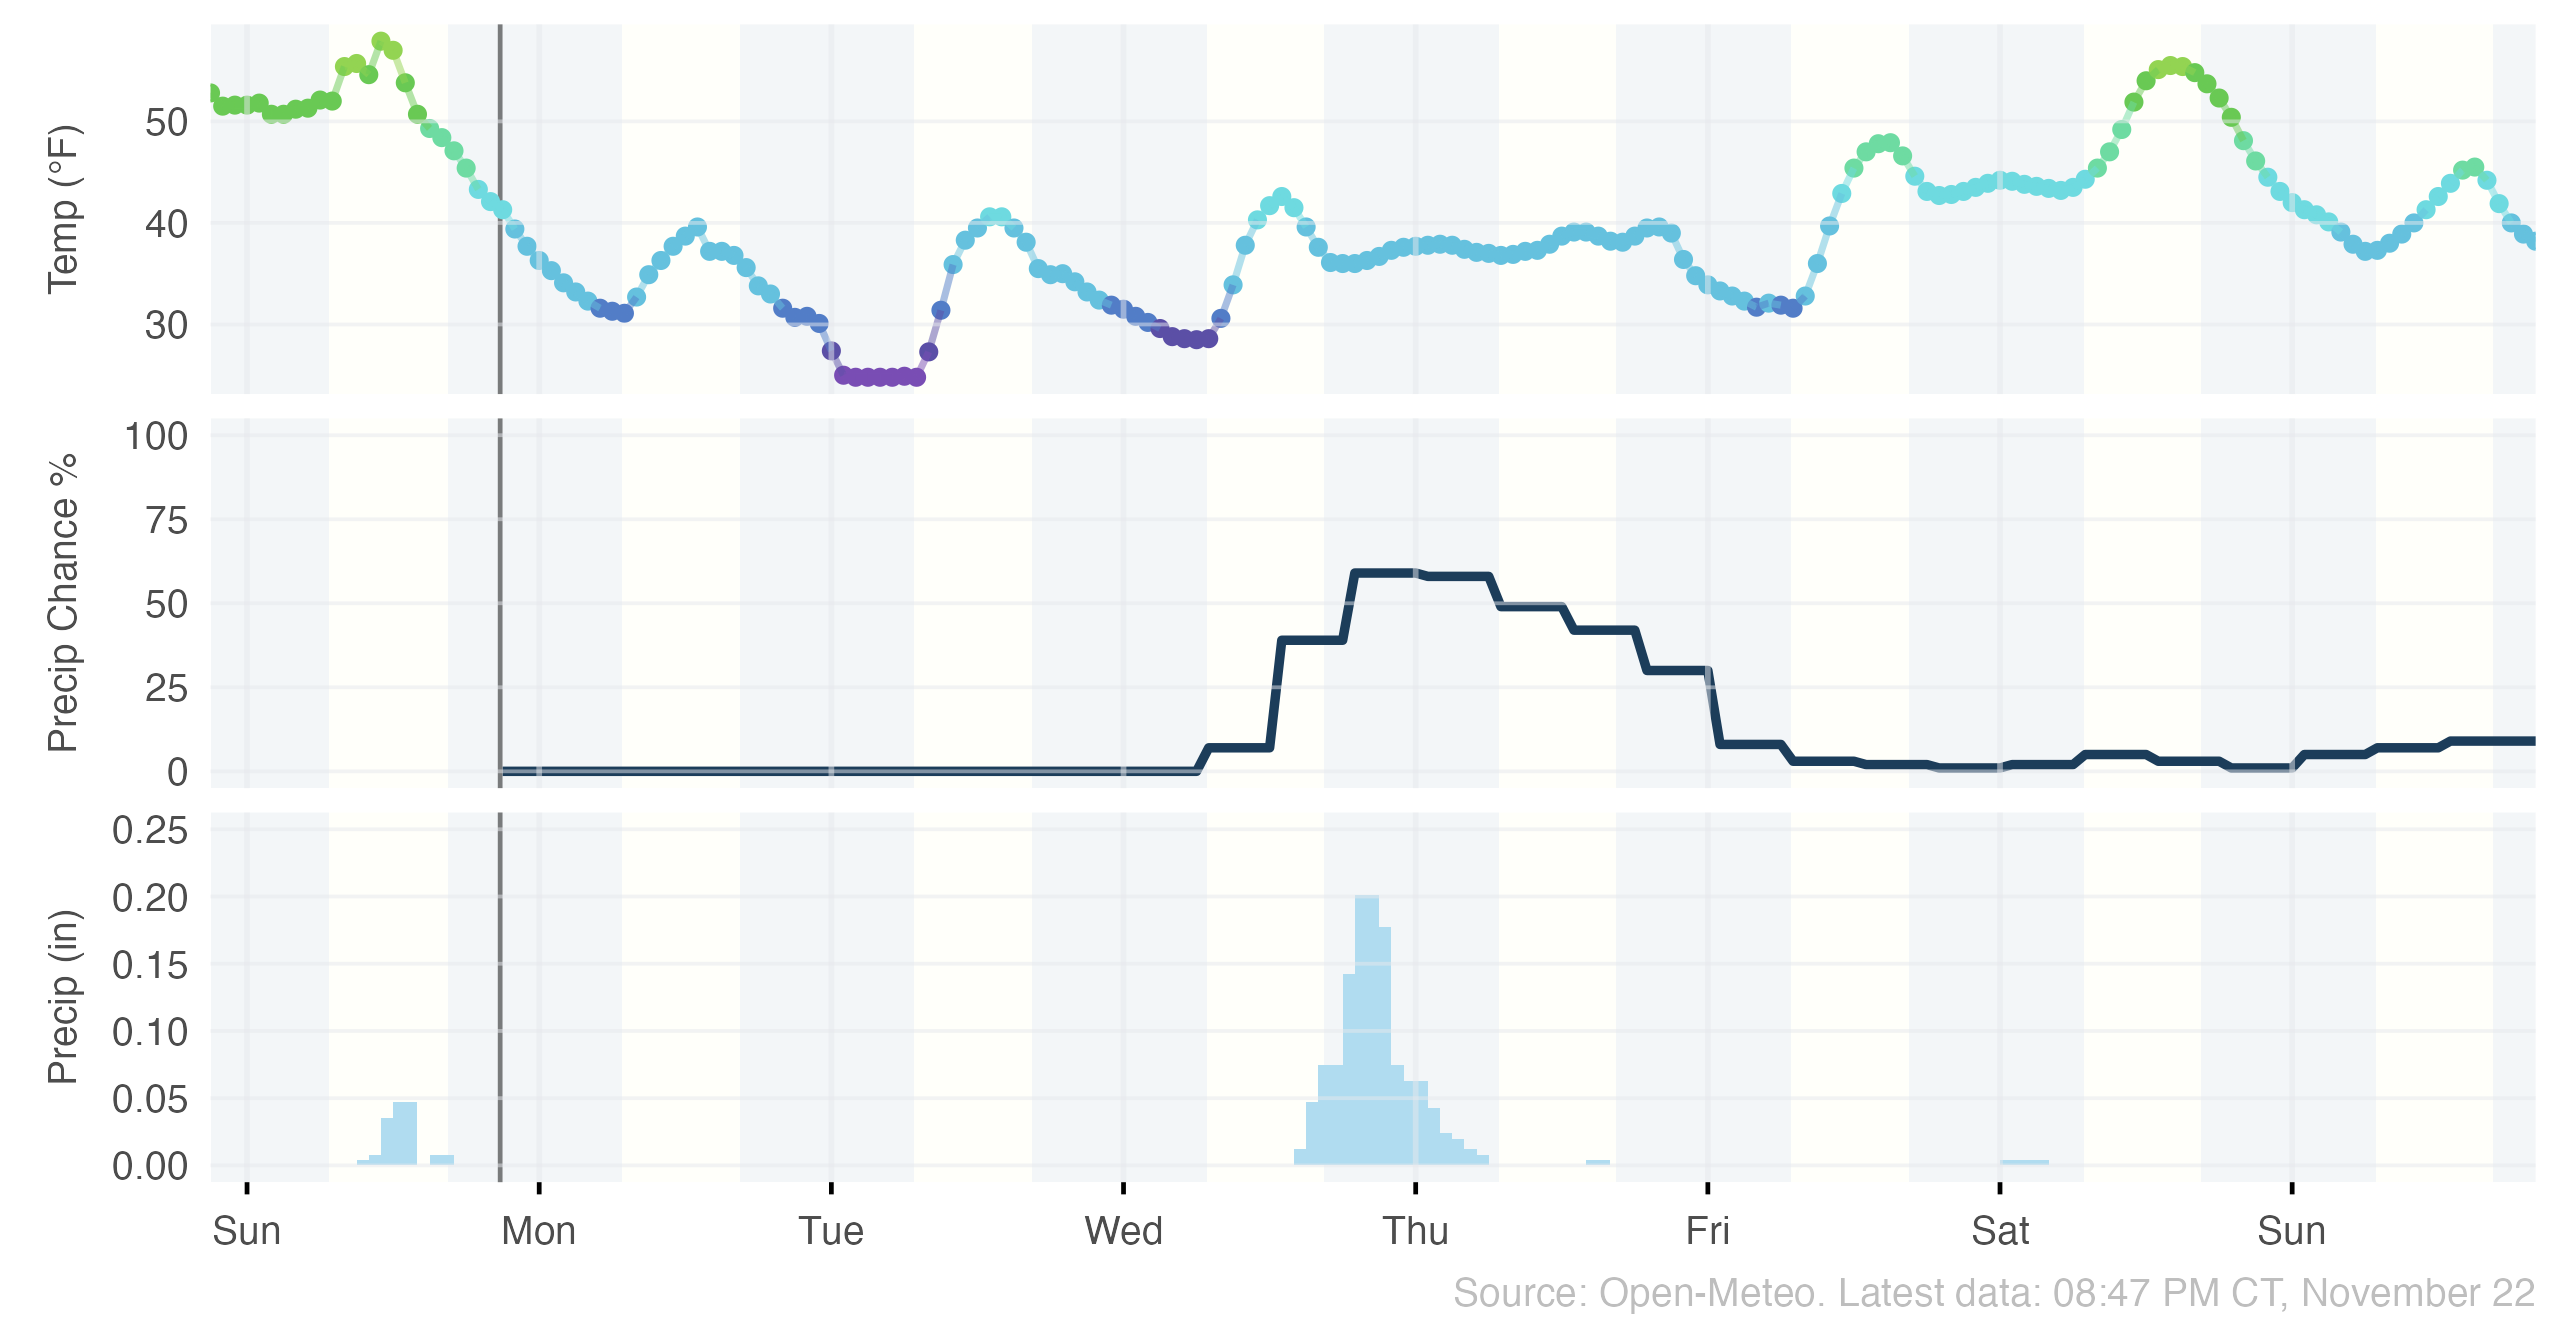 Temp (°F)
50
40
30
Precip Chance %
100
75
50
25
0
Precip (in)
0.25
0.20
0.15
0.10
0.05
0.00
Sun Mon Tue Wed Thu Fri Sat Sun
Source: Open-Meteo. Latest data: 08:47 PM CT, November 22